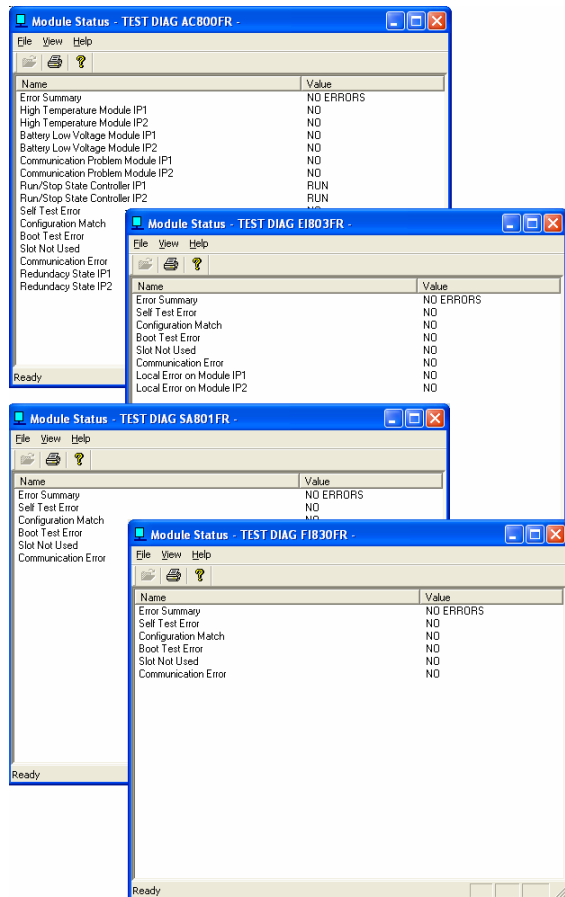 Module Status - TEST DIAG AC800FR -
File View Help
Name Value
Error Summary NO ERRORS
High Temperature Module IP1 NO
High Temperature Module IP2 NO
Battery Low Voltage Module IP1 NO
Battery Low Voltage Module IP2 NO
Communication Problem Module IP1 NO
Communication Problem Module IP2 NO
Run/Stop State Controller IP1 RUN
Run/Stop State Controller IP2 RUN
Self Test Error
Configuration Match
Boot Test Error
Slot Not Used
Communication Error
Redundacy State IP1
Redundacy State IP2
Ready
Module Status - TEST DIAG EI803FR -
File View Help
Name Value
Error Summary NO ERRORS
Self Test Error NO
Configuration Match NO
Boot Test Error NO
Slot Not Used NO
Communication Error NO
Local Error on Module IP1 NO
Local Error on Module IP2 NO
Module Status - TEST DIAG SA801FR -
File View Help
Name Value
Error Summary NO ERRORS
Self Test Error NO
Configuration Match
Boot Test Error
Slot Not Used
Communication Error
Ready
Module Status - TEST DIAG FI830FR -
File View Help
Name Value
Error Summary NO ERRORS
Self Test Error NO
Configuration Match NO
Boot Test Error NO
Slot Not Used NO
Communication Error NO
Ready